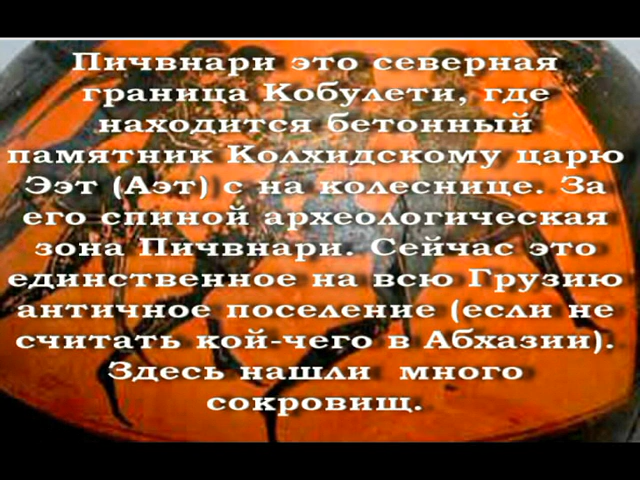 Пичвнари это северная
граница Кобулети, где
находится бетонный
памятник Колхидскому царю
Ээт (Аэт) с на колеснице. За
его спиной археологическая
зона Пичвнари. Сейчас это
единственное на всю Грузию
античное поселение (если не
считать кой-чего в Абхазии).
Здесь нашли много
сокровищ.